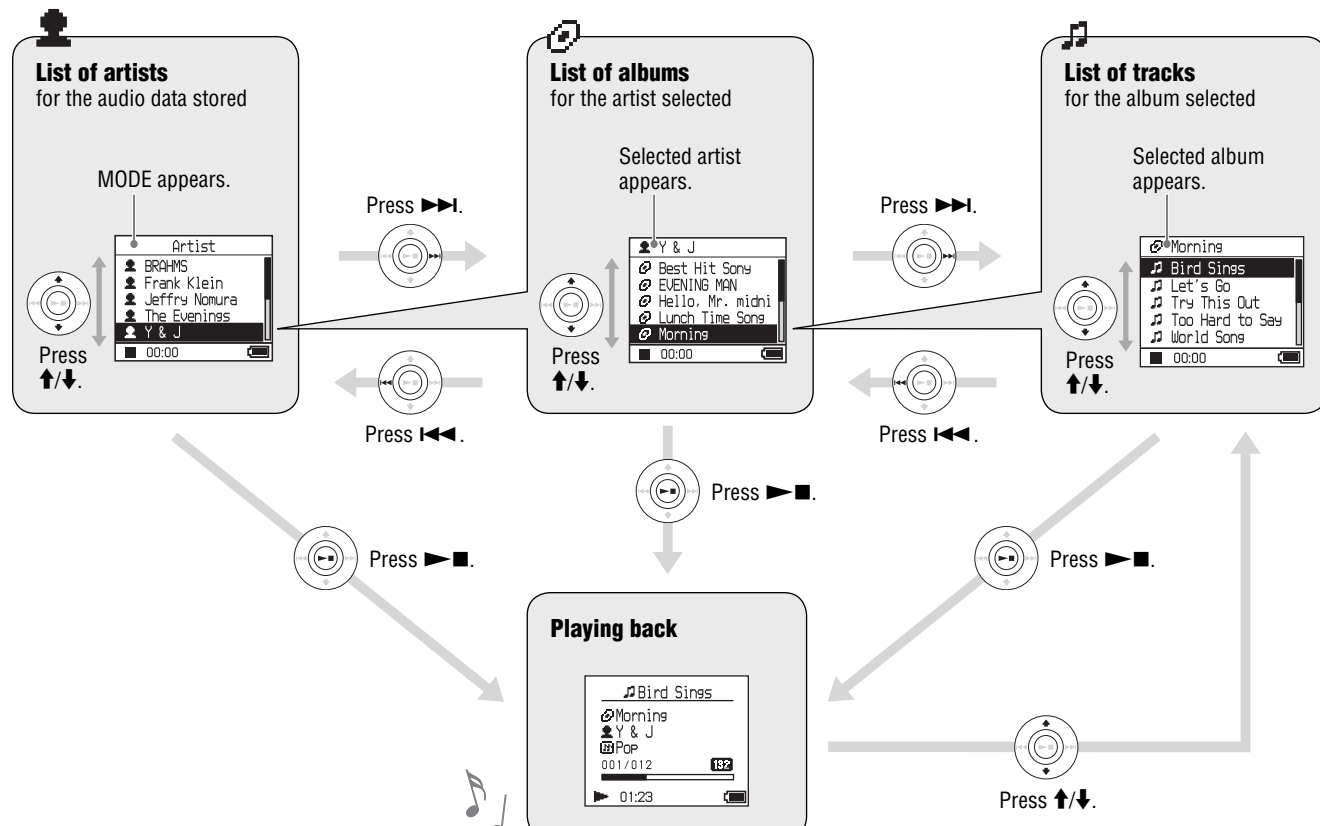 List of artists
for the audio data stored
MODE appears.
Artist
BRAHMS
Frank Klein
Jeffry Nomura
The Evenings
Y & J
00:00
Press
↑/↓.
Press ►►I.
Press I◄◄.
List of albums
for the artist selected
Selected artist
appears.
Y & J
Best Hit Song
EVENING MAN
Hello, Mr. midni
Lunch Time Song
Morning
00:00
Press
↑/↓.
Press ►►I.
Press I◄◄.
List of tracks
for the album selected
Selected album
appears.
Morning
Bird Sings
Let's Go
Try This Out
Too Hard to Say
World Song
00:00
Press
↑/↓.
Press ►■.
Press ►■.
Press ►■.
Playing back
Bird Sings
Morning
Y & J
Pop
001/012 132
01:23
Press ↑/↓.